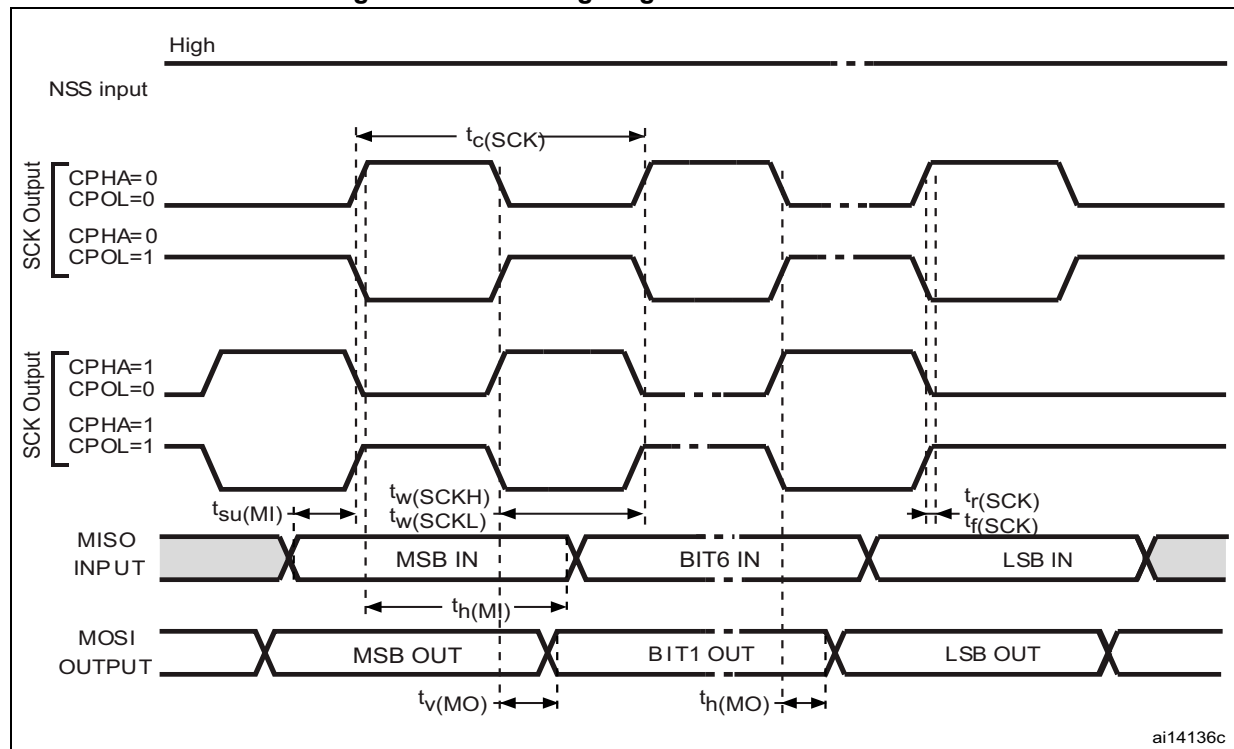 High
NSS input
tc(SCK)
SCK Output
CPHA=0
CPOL=0
CPHA=0
CPOL=1
SCK Output
CPHA=1
CPOL=0
CPHA=1
CPOL=1
tsu(MI)
tw(SCKH)
tw(SCKL)
tr(SCK)
tf(SCK)
MISO
INPUT
MSB IN
BIT6 IN
LSB IN
th(MI)
MOSI
OUTPUT
MSB OUT
BIT1 OUT
LSB OUT
tv(MO)
th(MO)
ai14136c